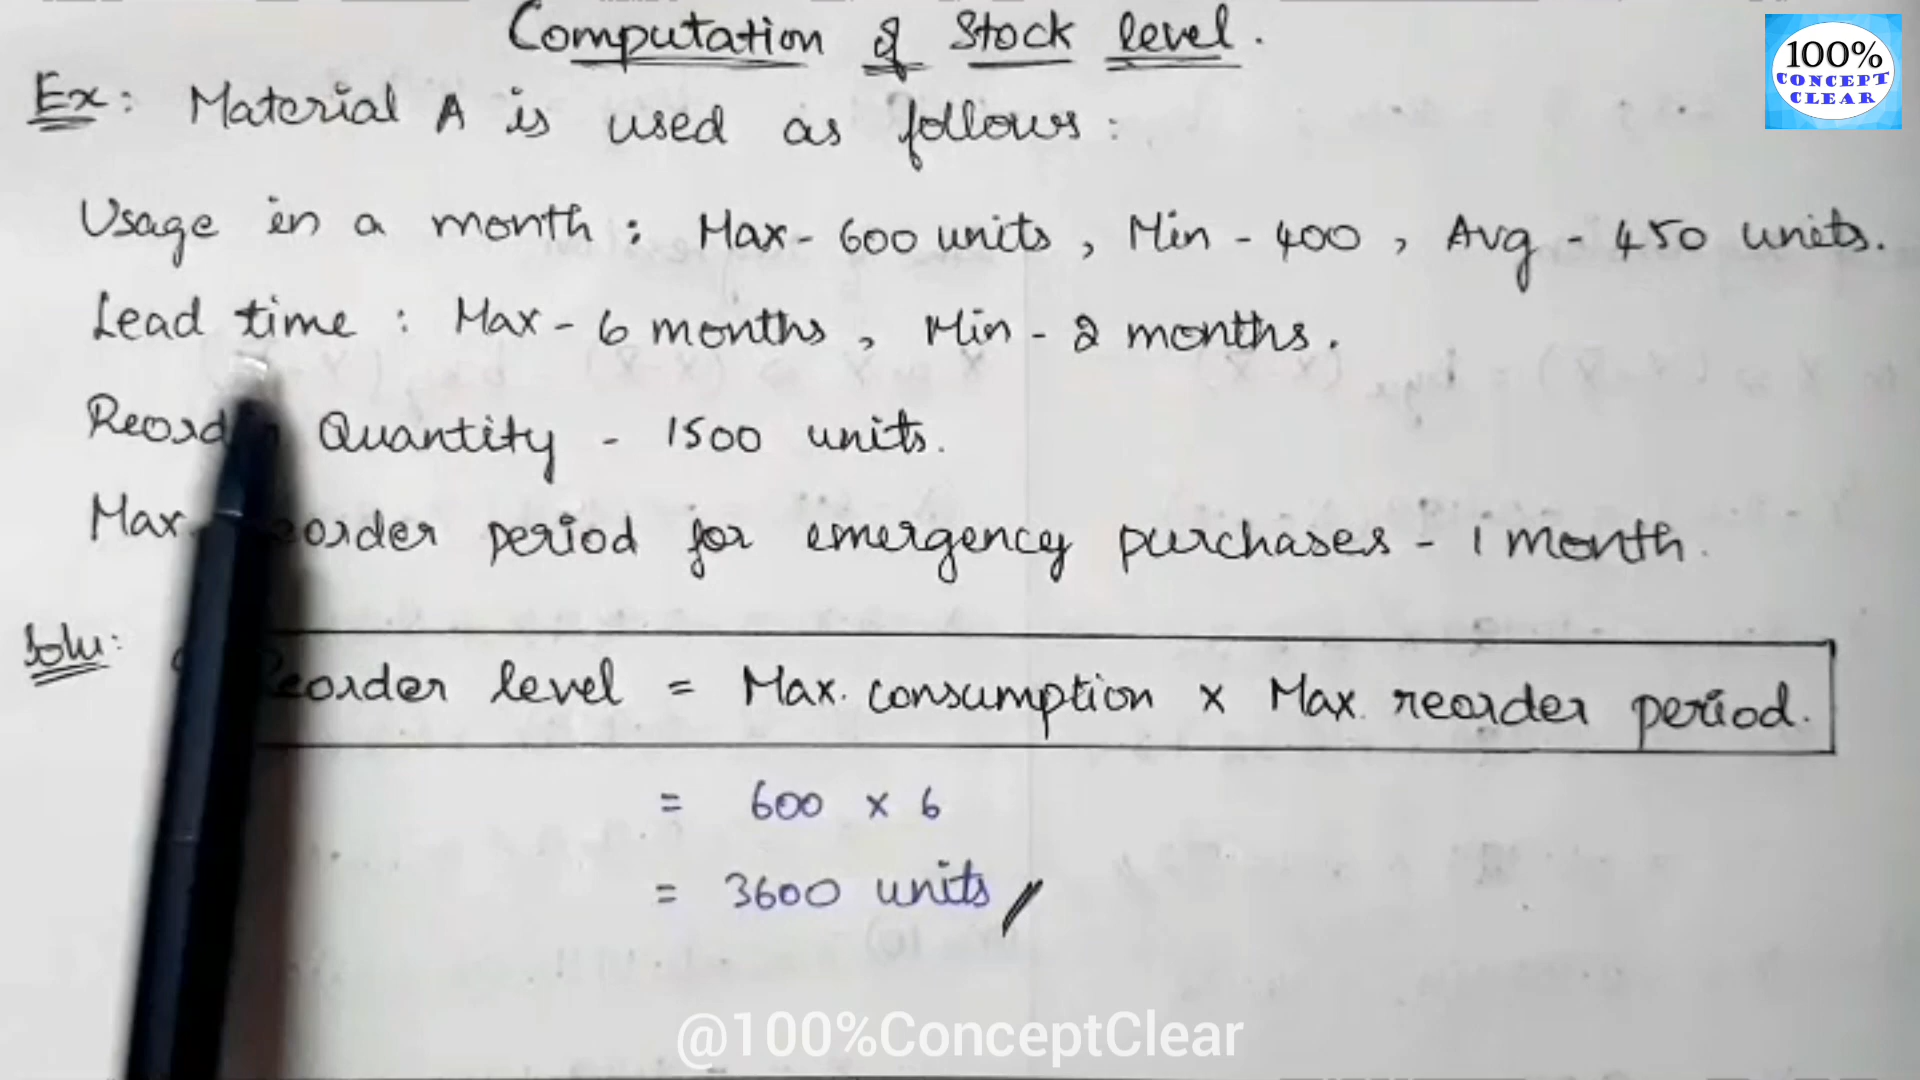 Computation of Stock level.
100%
CONCEPT
CLEAR
Ex: Material A is used as follows:
Usage in a month: Max - 600 units, Min - 400, Avg - 450 units.
Lead time: Max - 6 months, Min - 2 months.
Quantity - 1500 units.
Max. period for emergency purchases - 1 month.
Solu:
level = Max. consumption x Max. reorder period.
= 600 x 6
= 3600 units
@100%ConceptClear